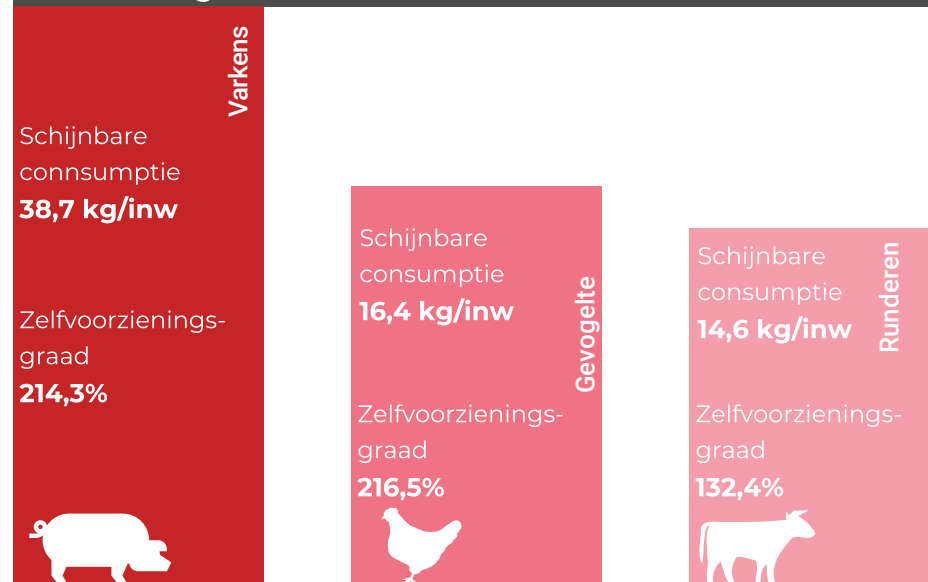 Varkens
Schijnbare
connsumptie
38,7 kg/inw
Zelfvoorzienings-
graad
214,3%
Schijnbare
consumptie
16,4 kg/inw
Gevogelte
Zelfvoorzienings-
graad
216,5%
Schijnbare
consumptie
14,6 kg/inw
Runderen
Zelfvoorzienings-
graad
132,4%